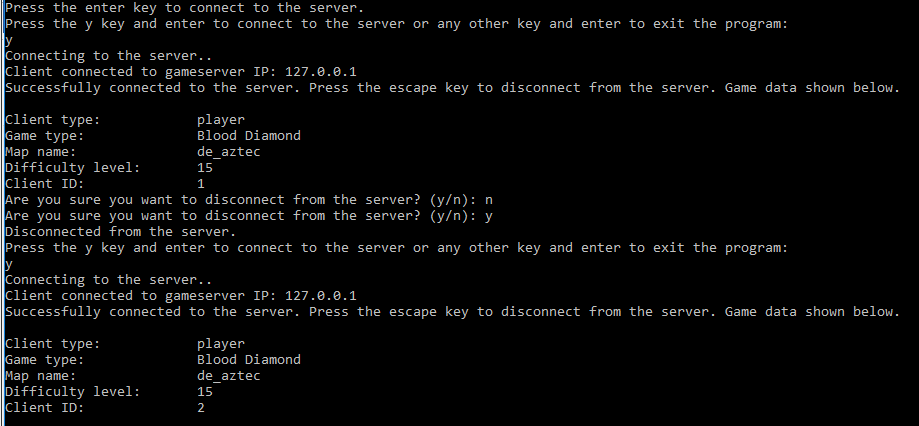 Press the enter key to connect to the server.
Press the y key and enter to connect to the server or any other key and enter to exit the program:
y
Connecting to the server..
Client connected to gameserver IP: 127.0.0.1
Successfully connected to the server. Press the escape key to disconnect from the server. Game data shown below.
Client type: player
Game type: Blood Diamond
Map name: de_aztec
Difficulty level: 15
Client ID: 1
Are you sure you want to disconnect from the server? (y/n): n
Are you sure you want to disconnect from the server? (y/n): y
Disconnected from the server.
Press the y key and enter to connect to the server or any other key and enter to exit the program:
y
Connecting to the server..
Client connected to gameserver IP: 127.0.0.1
Successfully connected to the server. Press the escape key to disconnect from the server. Game data shown below.
Client type: player
Game type: Blood Diamond
Map name: de_aztec
Difficulty level: 15
Client ID: 2